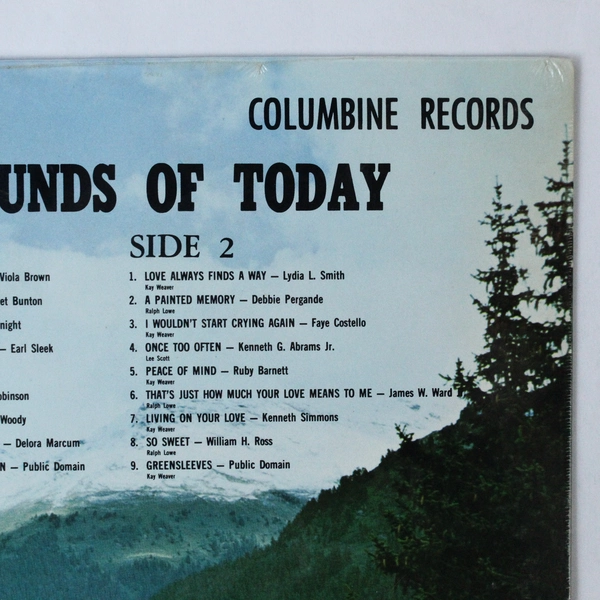 COLUMBINE RECORDS
UNDS OF TODAY
SIDE 2
Viola Brown
et Bunton
night
— Earl Sleek
obinson
Woody
— Delora Marcum
N — Public Domain
1. LOVE ALWAYS FINDS A WAY — Lydia L. Smith
Kay Weaver
2. A PAINTED MEMORY — Debbie Pergande
Ralph Lowe
3. I WOULDN'T START CRYING AGAIN — Faye Costello
Kay Weaver
4. ONCE TOO OFTEN — Kenneth G. Abrams Jr.
Lee Scott
5. PEACE OF MIND — Ruby Barnett
Kay Weaver
6. THAT'S JUST HOW MUCH YOUR LOVE MEANS TO ME — James W. Ward
Ralph Lowe
7. LIVING ON YOUR LOVE — Kenneth Simmons
Kay Weaver
8. SO SWEET — William H. Ross
Ralph Lowe
9. GREENSLEEVES — Public Domain
Kay Weaver